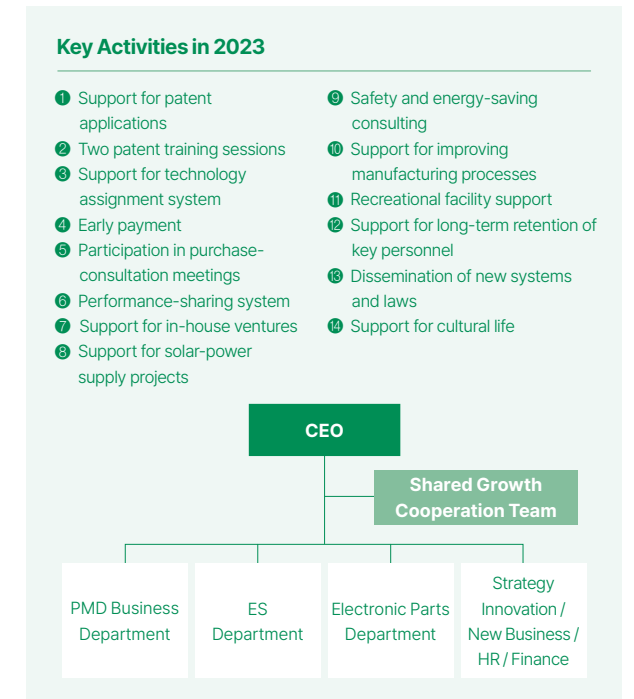 Key Activities in 2023
❶ Support for patent
applications
❷ Two patent training sessions
❸ Support for technology
assignment system
❹ Early payment
❺ Participation in purchase-
consultation meetings
❻ Performance-sharing system
❼ Support for in-house ventures
❽ Support for solar-power
supply projects
❾ Safety and energy-saving
consulting
❿ Support for improving
manufacturing processes
⓫ Recreational facility support
⓬ Support for long-term retention of
key personnel
⓭ Dissemination of new systems
and laws
⓮ Support for cultural life
CEO
Shared Growth
Cooperation Team
PMD Business
Department
ES
Department
Electronic Parts
Department
Strategy
Innovation /
New Business /
HR / Finance